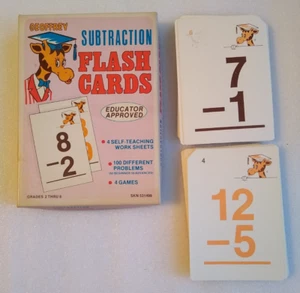 GEOFFREY
SUBTRACTION
FLASH
CARDS
EDUCATOR
APPROVED
• 4 SELF-TEACHING
WORK SHEETS
• 100 DIFFERENT
PROBLEMS
• 4 GAMES
8
-2
7
-1
4
12
-5